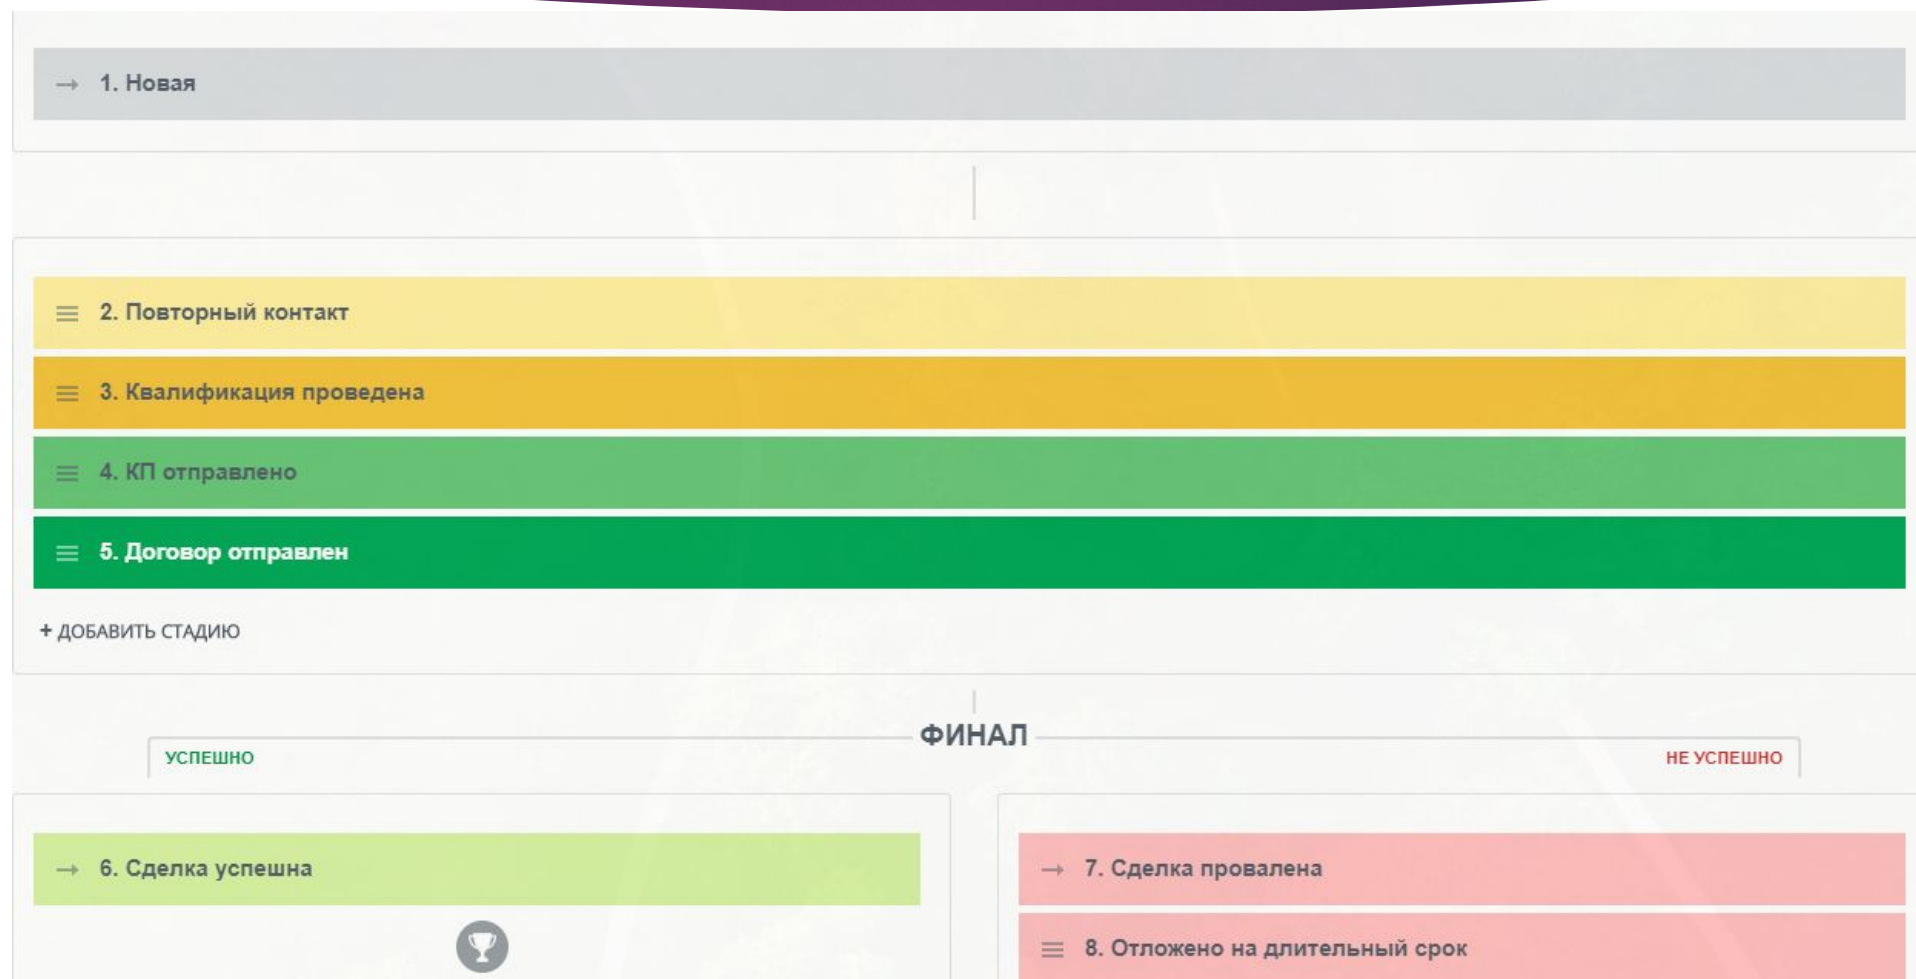 1. Новая
2. Повторный контакт
3. Квалификация проведена
4. КП отправлено
5. Договор отправлен
+ ДОБАВИТЬ СТАДИЮ
ФИНАЛ
УСПЕШНО
НЕ УСПЕШНО
6. Сделка успешна
7. Сделка провалена
8. Отложено на длительный срок